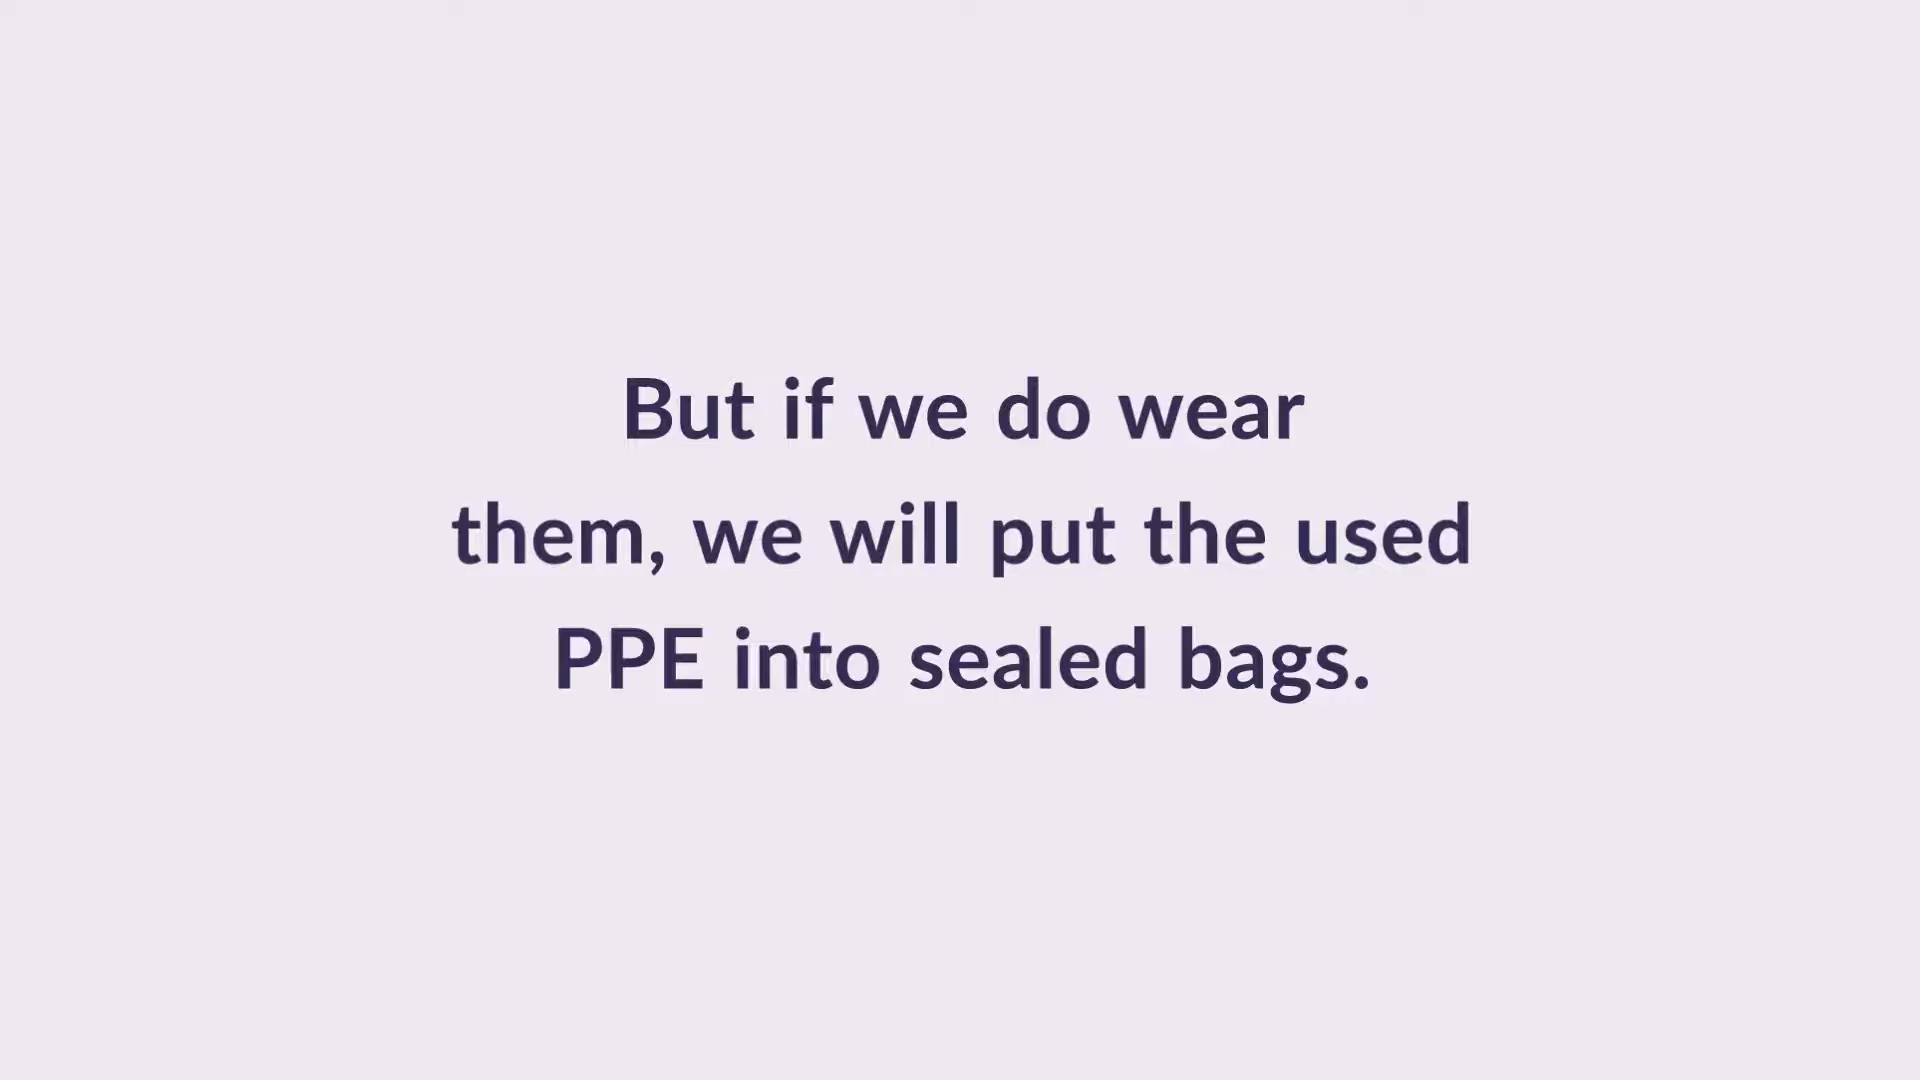 But if we do wear
them, we will put the used
PPE into sealed bags.